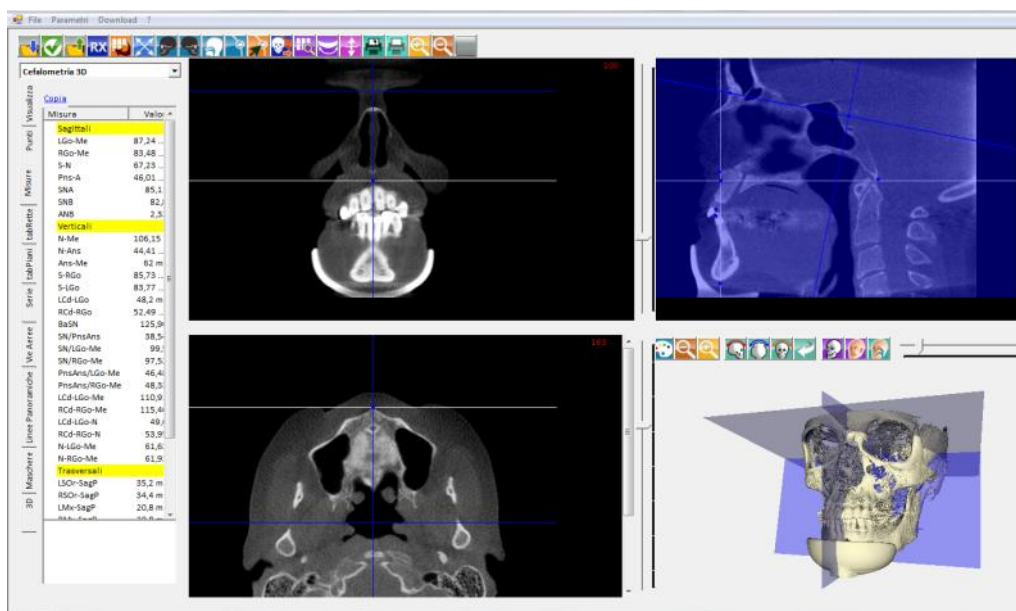 File Parametri Download ?
RX
Cefalometria 3D
Copia
Misura Valo
Sagittali
LGo-Me 87,24 ...
RGo-Me 83,48 ...
S-N 67,23 ...
Pns-A 46,01 ...
SNA 85,1
SNB 82,
ANB 2,5
Verticali
N-Me 106,15
N-Ans 44,41 ...
Ans-Me 62 m
S-RGo 85,73 ...
S-LGo 83,77 ...
LCd-LGo 48,2 m
RCd-RGo 52,49 ...
BaSN 125,9
SN/PnsAns 38,5
SN/LGo-Me 99,
SN/RGo-Me 97,5
PnsAns/LGo-Me 46,4
PnsAns/RGo-Me 48,3
LCd-LGo-Me 110,9
RCd-RGo-Me 115,4
LCd-LGo-N 49,
RCd-RGo-N 53,9
N-LGo-Me 61,6
N-RGo-Me 61,9
Trasversali
LSOr-SagP 35,2 m
RSOr-SagP 34,4 m
LMx-SagP 20,8 m
Visualizza
Punti
Misure
tabRette
tabPiani
Serie
Vie Aeree
Linee Panoramiche
Maschere
3D
163